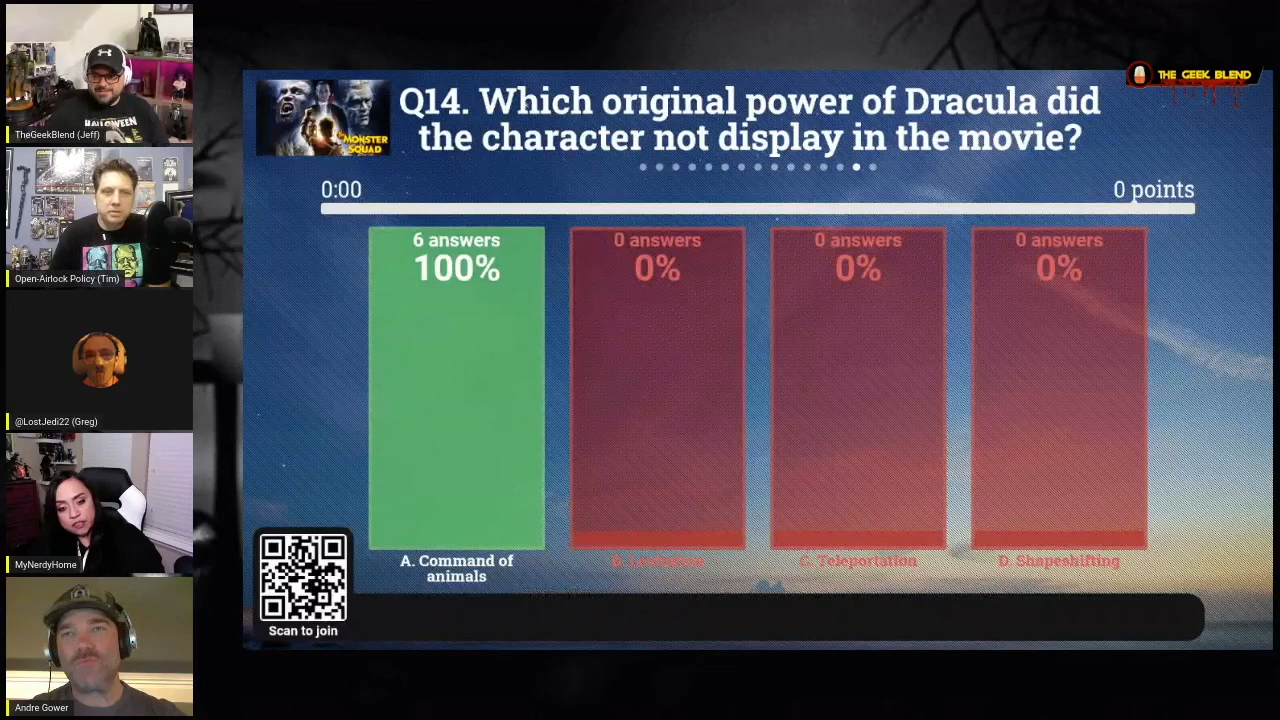 THE GEEK BLEND
MONSTER
SQUAD
Q14. Which original power of Dracula did
the character not display in the movie?
0:00
0 points
6 answers
100%
0 answers
0%
0 answers
0%
0 answers
0%
A. Command of
animals
B. Levitation
C. Teleportation
D. Shapeshifting
Scan to join
HALLOWEEN
TheGeekBlend (Jeff)
Open-Airlock Policy (Tim)
@LostJedi22 (Greg)
MyNerdyHome
Andre Gower